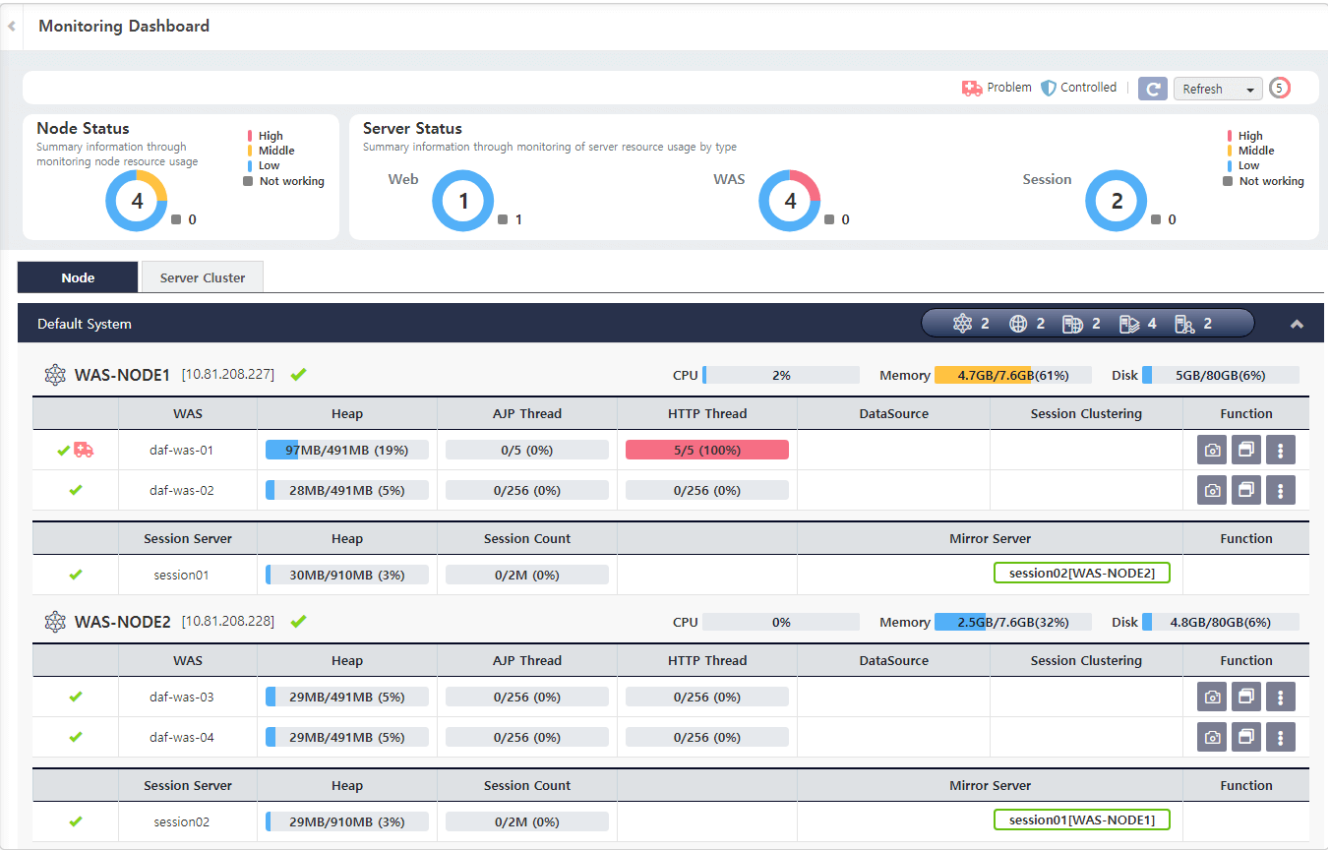 Monitoring Dashboard
Problem Controlled Refresh 5
Node Status
Summary information through
monitoring node resource usage
High
Middle
Low
Not working
4
0
Server Status
Summary information through monitoring of server resource usage by type
High
Middle
Low
Not working
Web 1 1
WAS 4 0
Session 2 0
Node Server Cluster
Default System 2 2 2 4 2
WAS-NODE1 [10.81.208.227] CPU 2% Memory 4.7GB/7.6GB(61%) Disk 5GB/80GB(6%)
WAS Heap AJP Thread HTTP Thread DataSource Session Clustering Function
daf-was-01 97MB/491MB (19%) 0/5 (0%) 5/5 (100%)
daf-was-02 28MB/491MB (5%) 0/256 (0%) 0/256 (0%)
Session Server Heap Session Count Mirror Server Function
session01 30MB/910MB (3%) 0/2M (0%) session02[WAS-NODE2]
WAS-NODE2 [10.81.208.228] CPU 0% Memory 2.5GB/7.6GB(32%) Disk 4.8GB/80GB(6%)
WAS Heap AJP Thread HTTP Thread DataSource Session Clustering Function
daf-was-03 29MB/491MB (5%) 0/256 (0%) 0/256 (0%)
daf-was-04 29MB/491MB (5%) 0/256 (0%) 0/256 (0%)
Session Server Heap Session Count Mirror Server Function
session02 29MB/910MB (3%) 0/2M (0%) session01[WAS-NODE1]